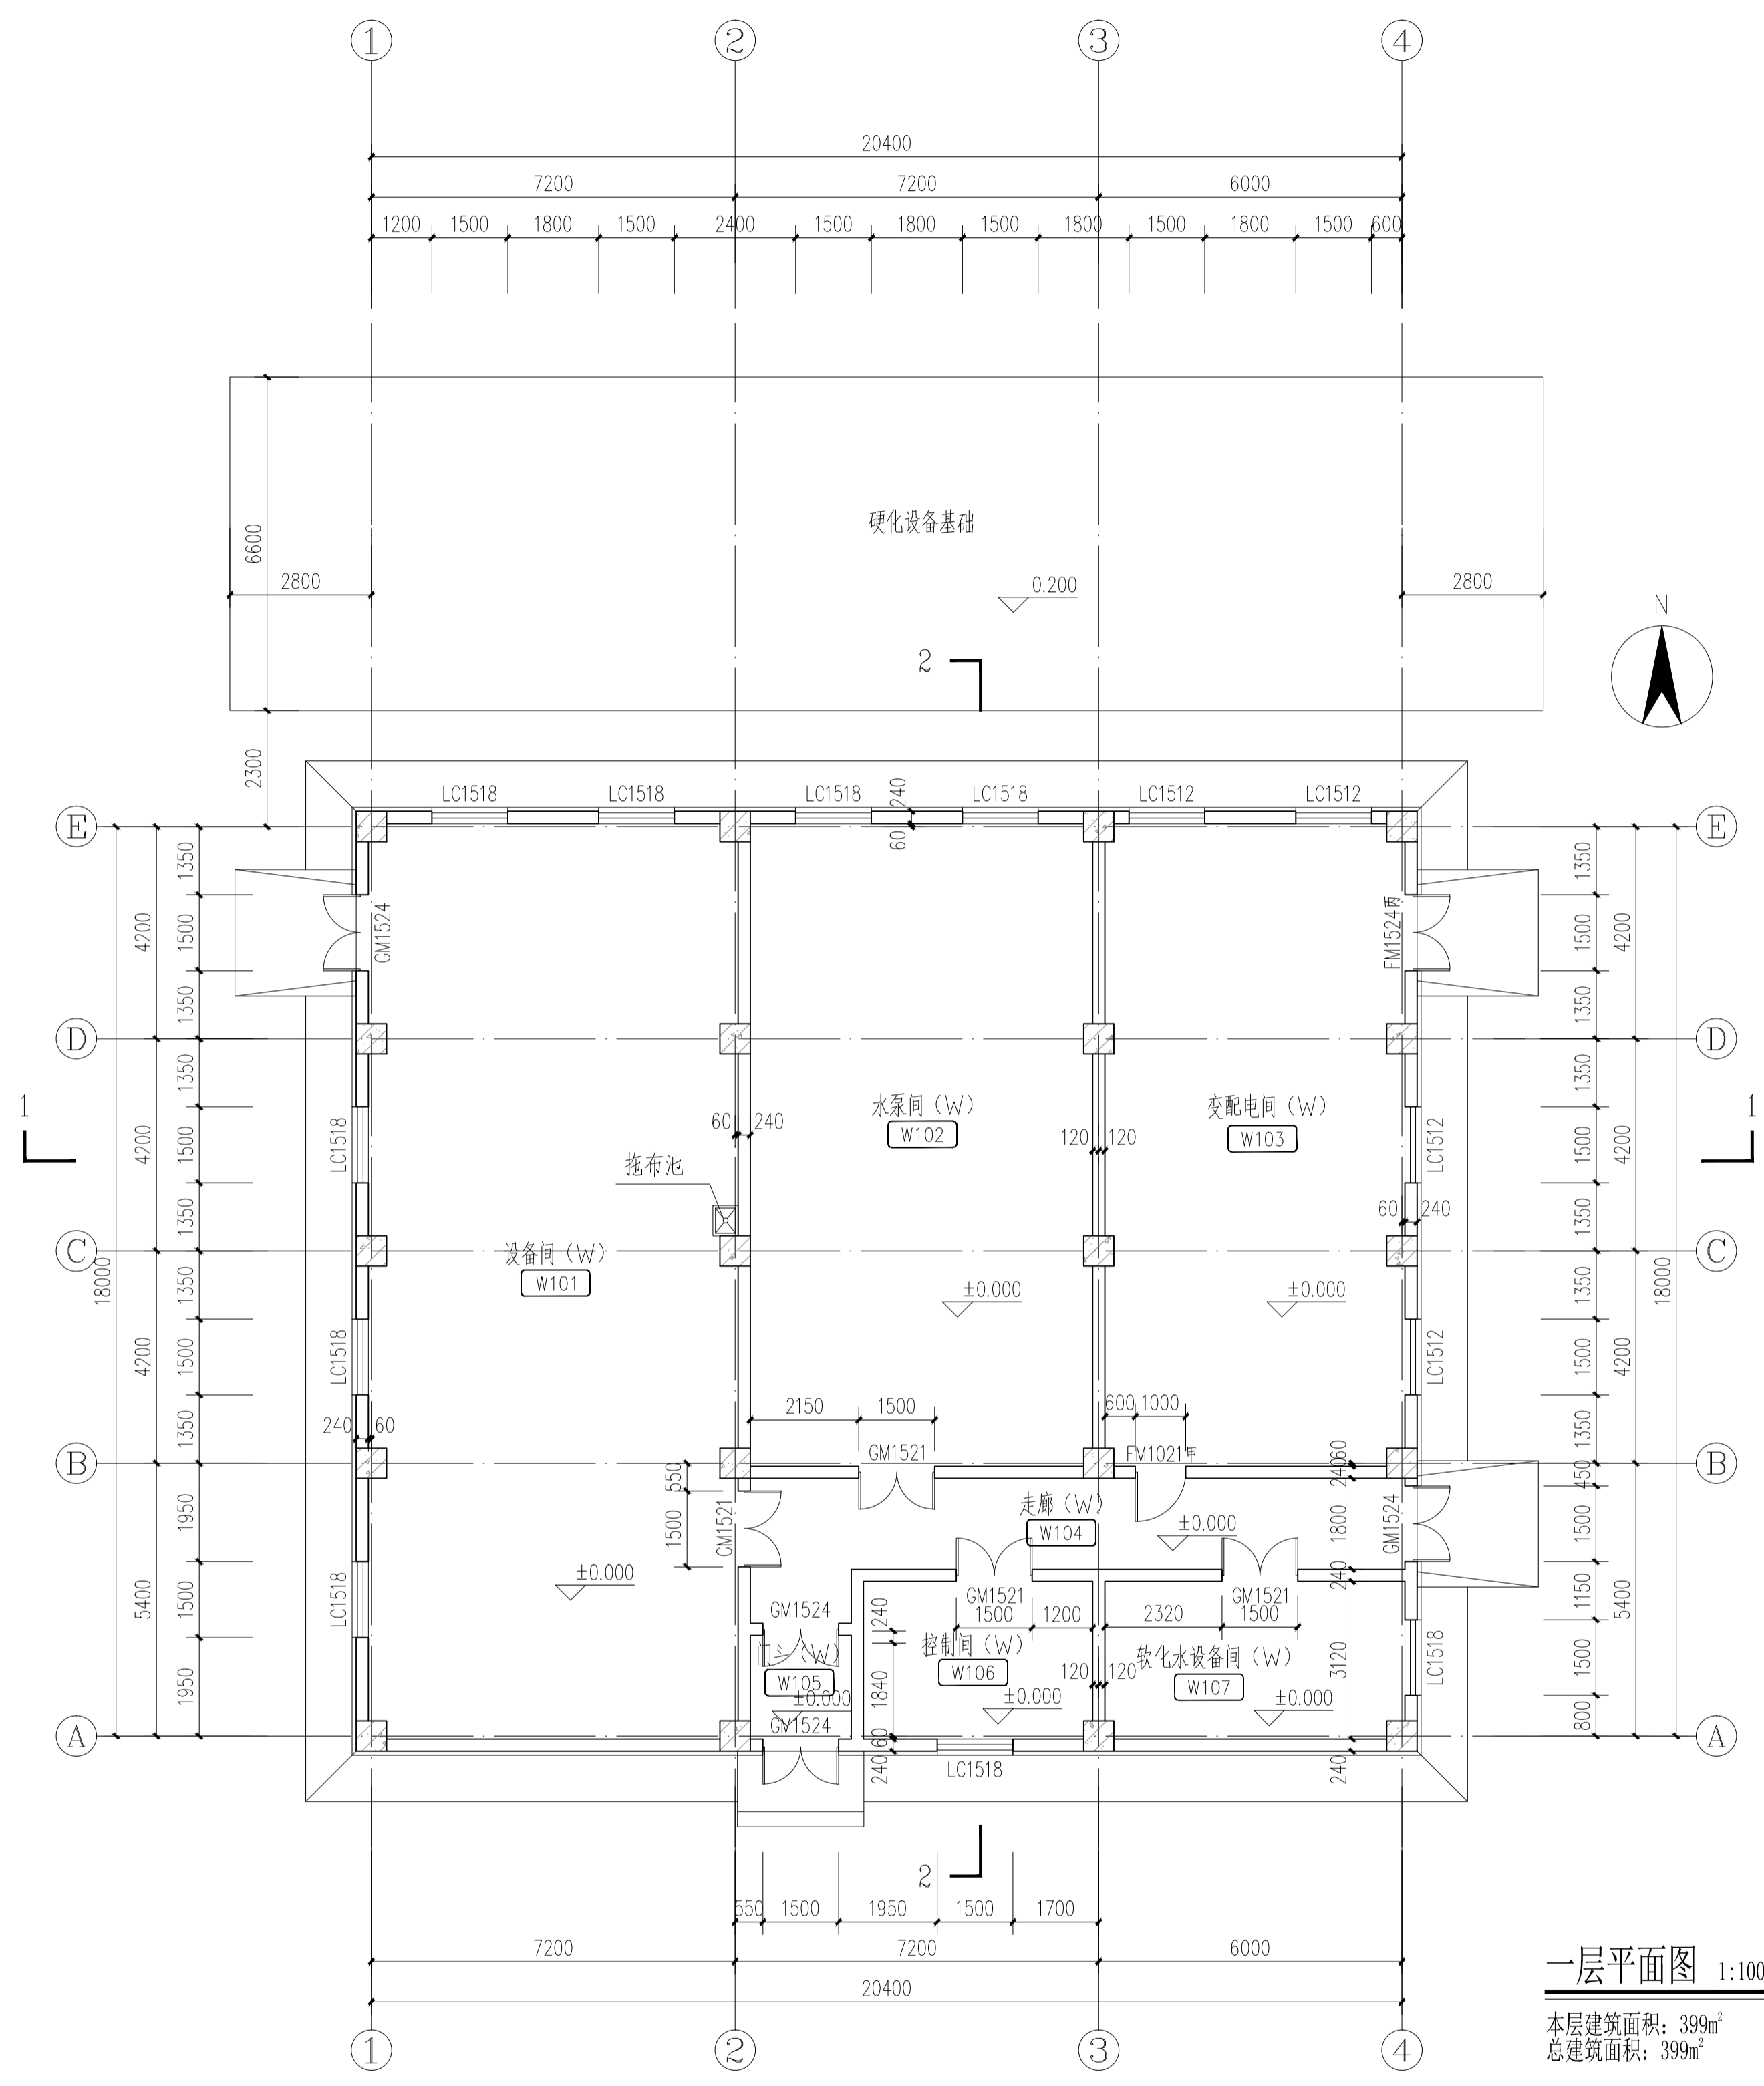 1 2 3 4
20400
7200 7200 6000
1200 1500 1800 1500 2400 1500 1800 1500 1800 1500 1800 1500 600
硬化设备基础
6600
2800
0.200
2800
N
2
2300
LC1518 LC1518 LC1518 240 LC1518 LC1512 LC1512
60
E E
1350 1350
4200 1500 GM1524 FM1524丙 1500 4200
1350 1350
D D
1350 1350
1 1
水泵间（W） 变配电间（W）
W102 W103
4200 1500 LC1518 60 240 120 120 LC1512 1500 4200
拖布池
1350 60 240 1350
C C
设备间（W）
W101
18000 18000
1350 ±0.000 ±0.000 1350
4200 1500 LC1518 LC1512 1500 4200
2150 1500 600 1000
1350 240 60 1350
GM1521 FM1021甲
B B
550 240 60 450
1950 走廊（W）
W104
1500 GM1521 ±0.000 1800 GM1524 1500
±0.000 240 1150
5400 1500 LC1518 GM1524 240 GM1521 GM1521 5400
1500 1200 2320 1500
门斗（W） 控制间（W） 软化水设备间（W）
W105 W106 W107
1950 1840 120 120 3120 LC1518 1500
±0.000 ±0.000 ±0.000
GM1524 60 800
A A
240 LC1518 240
2
550 1500 1950 1500 1700
7200 7200 6000
20400
1 2 3 4
一层平面图 1:100
本层建筑面积：399m²
总建筑面积：399m²